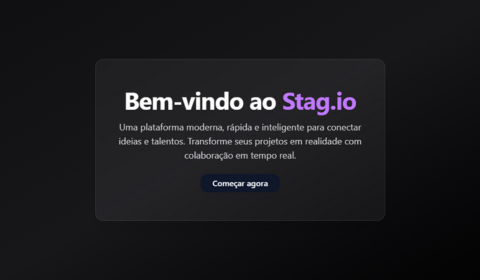 Bem-vindo ao Stag.io
Uma plataforma moderna, rápida e inteligente para conectar
ideias e talentos. Transforme seus projetos em realidade com
colaboração em tempo real.
Começar agora